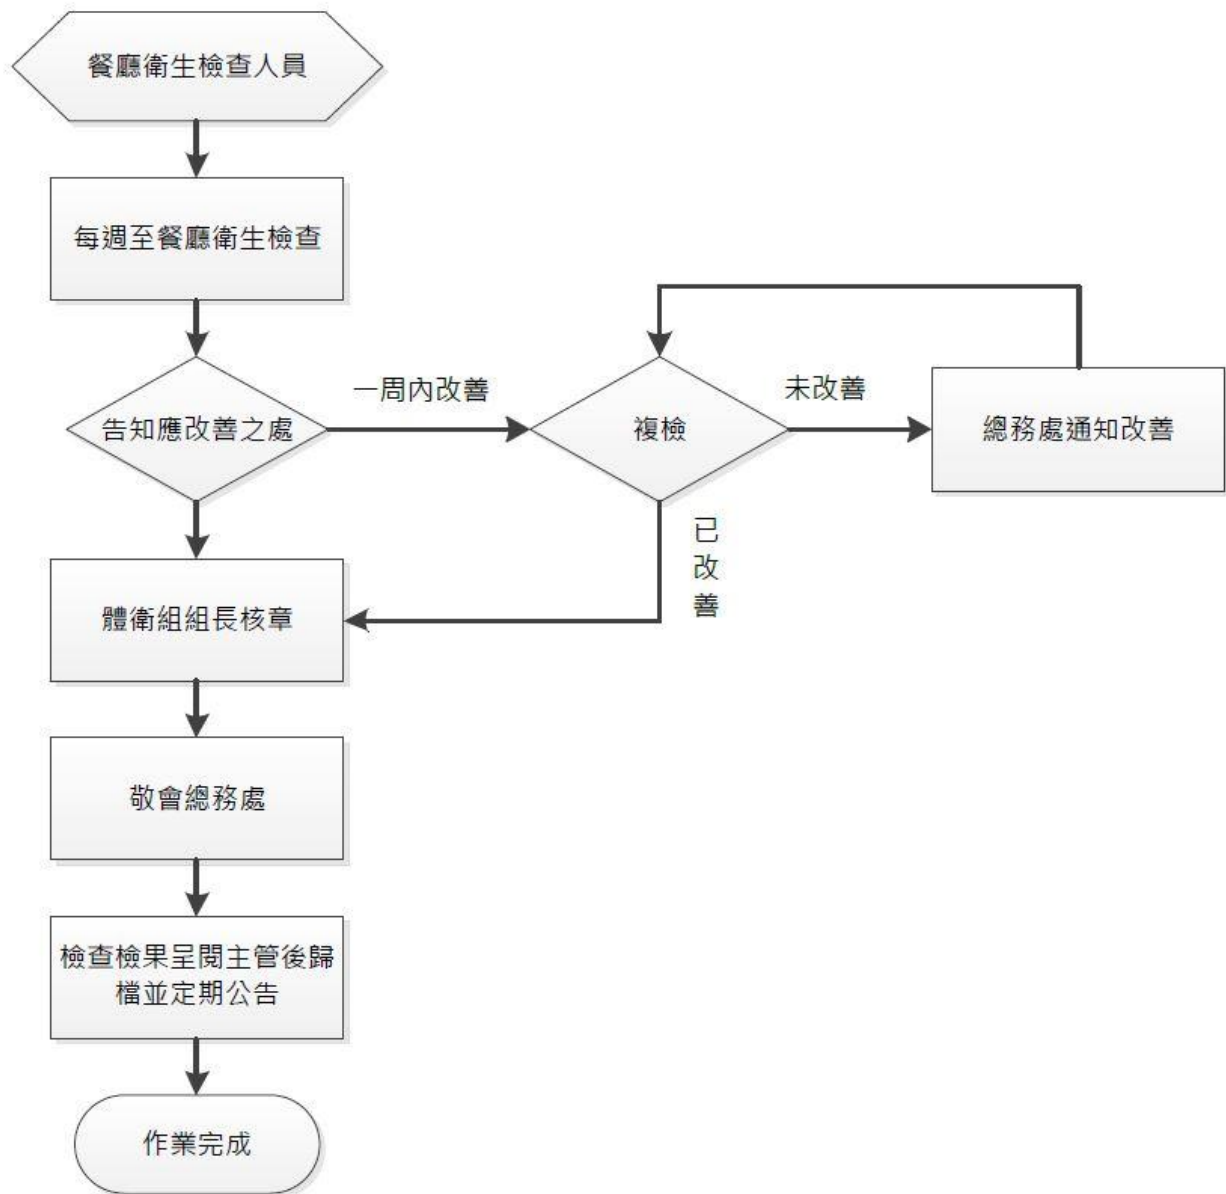 餐廳衛生檢查人員
每週至餐廳衛生檢查
告知應改善之處
一周內改善
複檢
未改善
總務處通知改善
已
改
善
體衛組組長核章
敬會總務處
檢查檢果呈閱主管後歸
檔並定期公告
作業完成